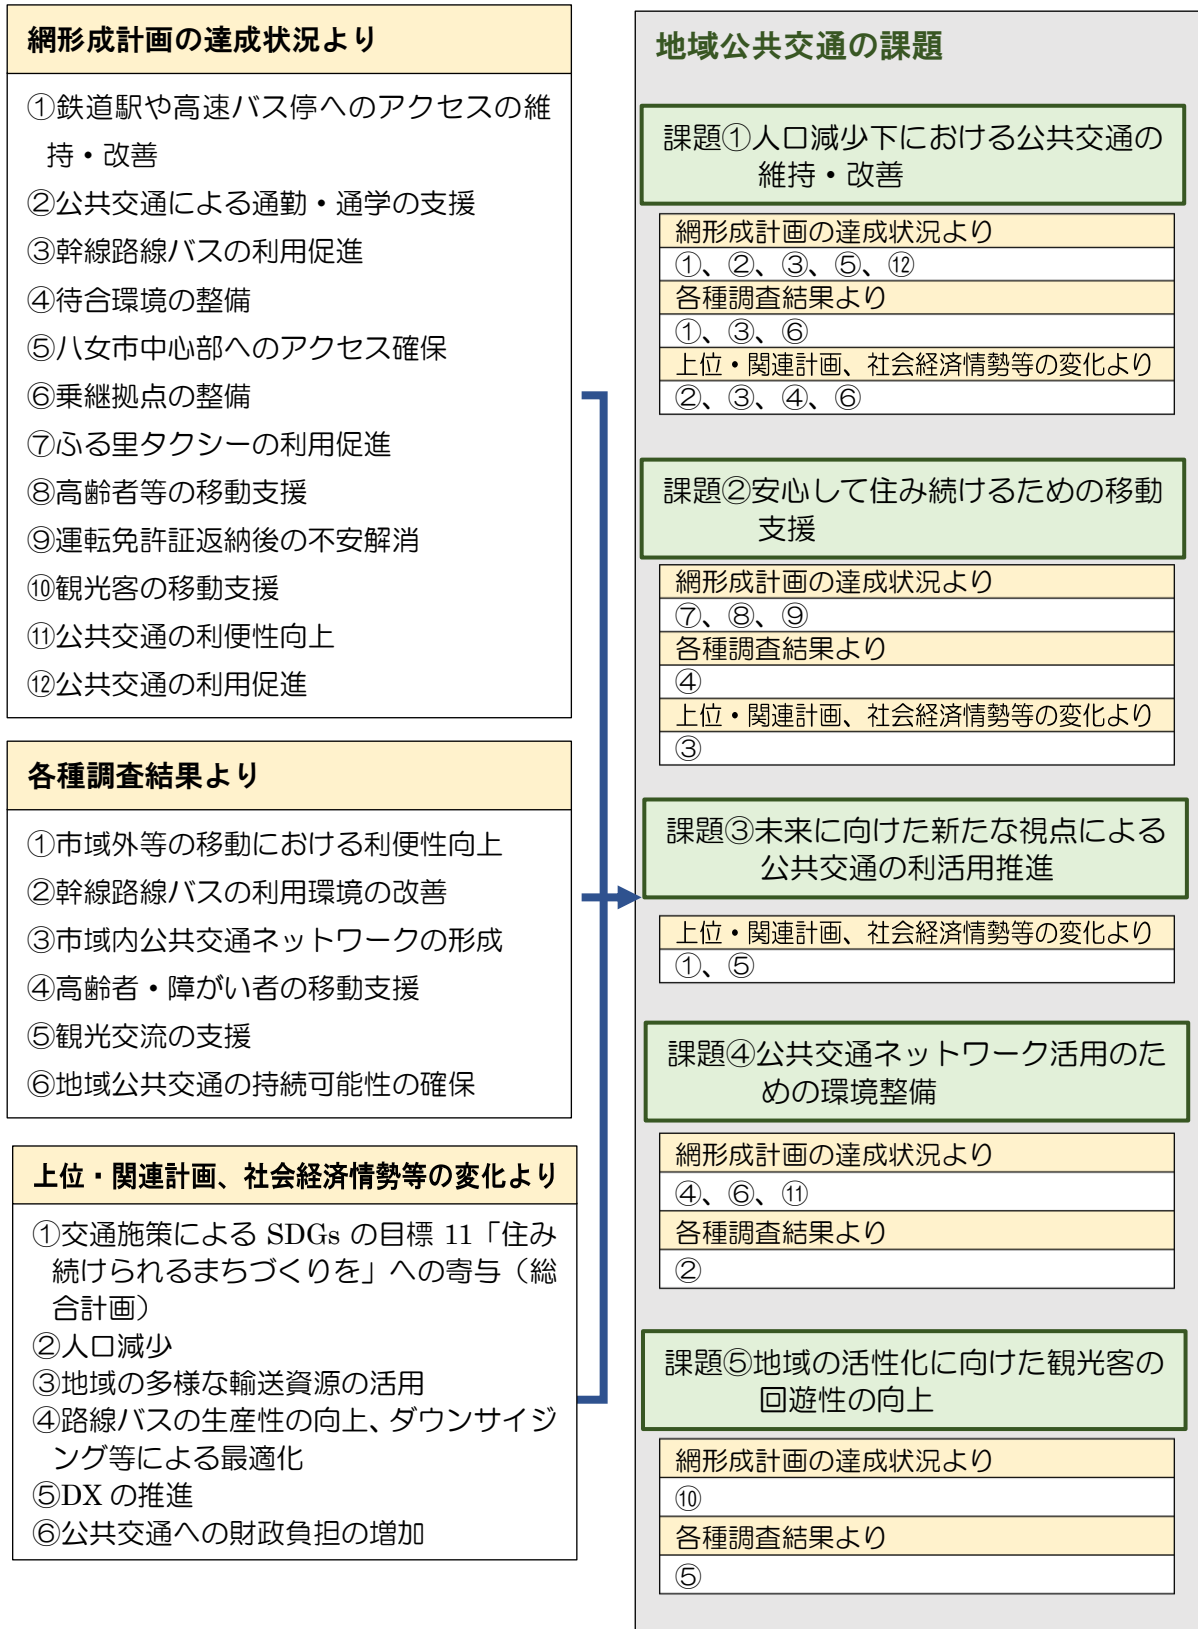 網形成計画の達成状況より
①鉄道駅や高速バス停へのアクセスの維
持・改善
②公共交通による通勤・通学の支援
③幹線路線バスの利用促進
④待合環境の整備
⑤八女市中心部へのアクセス確保
⑥乗継拠点の整備
⑦ふる里タクシーの利用促進
⑧高齢者等の移動支援
⑨運転免許証返納後の不安解消
⑩観光客の移動支援
⑪公共交通の利便性向上
⑫公共交通の利用促進
各種調査結果より
①市域外等の移動における利便性向上
②幹線路線バスの利用環境の改善
③市域内公共交通ネットワークの形成
④高齢者・障がい者の移動支援
⑤観光交流の支援
⑥地域公共交通の持続可能性の確保
上位・関連計画、社会経済情勢等の変化より
①交通施策による SDGs の目標 11「住み
続けられるまちづくりを」への寄与（総
合計画）
②人口減少
③地域の多様な輸送資源の活用
④路線バスの生産性の向上、ダウンサイジ
ング等による最適化
⑤DX の推進
⑥公共交通への財政負担の増加
地域公共交通の課題
課題①人口減少下における公共交通の
維持・改善
網形成計画の達成状況より
①、②、③、⑤、⑫
各種調査結果より
①、③、⑥
上位・関連計画、社会経済情勢等の変化より
②、③、④、⑥
課題②安心して住み続けるための移動
支援
網形成計画の達成状況より
⑦、⑧、⑨
各種調査結果より
④
上位・関連計画、社会経済情勢等の変化より
③
課題③未来に向けた新たな視点による
公共交通の利活用推進
上位・関連計画、社会経済情勢等の変化より
①、⑤
課題④公共交通ネットワーク活用のた
めの環境整備
網形成計画の達成状況より
④、⑥、⑪
各種調査結果より
②
課題⑤地域の活性化に向けた観光客の
回遊性の向上
網形成計画の達成状況より
⑩
各種調査結果より
⑤